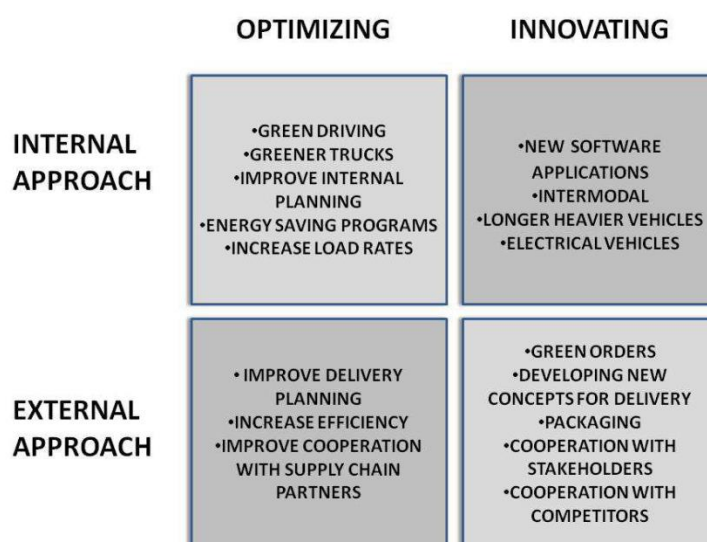 OPTIMIZING
INNOVATING
INTERNAL
APPROACH
•GREEN DRIVING
•GREENER TRUCKS
•IMPROVE INTERNAL
PLANNING
•ENERGY SAVING PROGRAMS
•INCREASE LOAD RATES
•NEW SOFTWARE
APPLICATIONS
•INTERMODAL
•LONGER HEAVIER VEHICLES
•ELECTRICAL VEHICLES
EXTERNAL
APPROACH
• IMPROVE DELIVERY
PLANNING
•INCREASE EFFICIENCY
•IMPROVE COOPERATION
WITH SUPPLY CHAIN
PARTNERS
•GREEN ORDERS
•DEVELOPING NEW
CONCEPTS FOR DELIVERY
•PACKAGING
•COOPERATION WITH
STAKEHOLDERS
•COOPERATION WITH
COMPETITORS